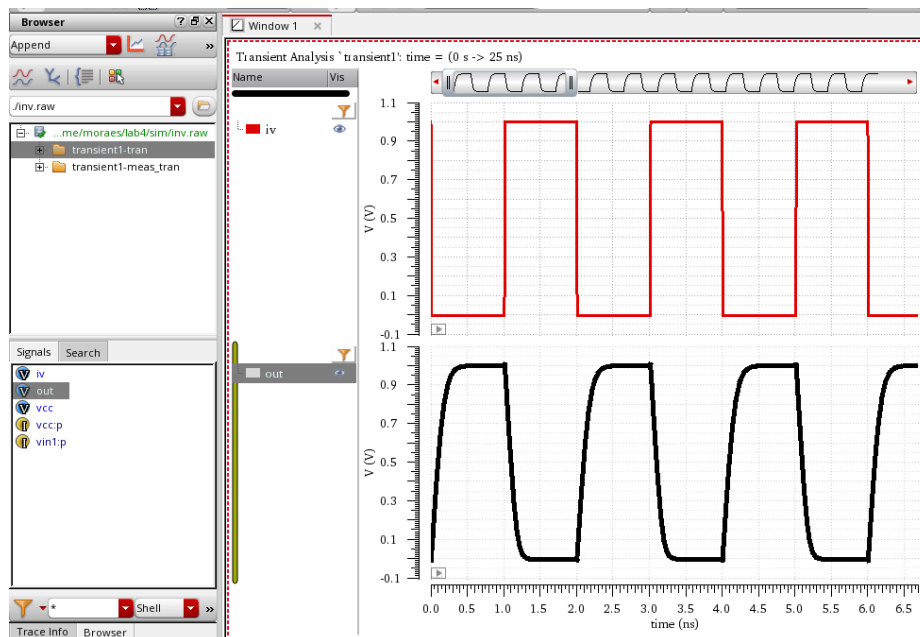 Browser
Window 1
Append
»
Transient Analysis `transient1': time = (0 s -> 25 ns)
Name Vis
./inv.raw
...me/moraes/lab4/sim/inv.raw
transient1-tran
transient1-meas_tran
iv
1.1
0.9
0.7
0.5
0.3
0.1
-0.1
V (V)
Signals Search
iv
out
vcc
vcc:p
vin1:p
out
1.1
0.9
0.7
0.5
0.3
0.1
-0.1
V (V)
0.0 0.5 1.0 1.5 2.0 2.5 3.0 3.5 4.0 4.5 5.0 5.5 6.0 6.5
time (ns)
* Shell »
Trace Info Browser